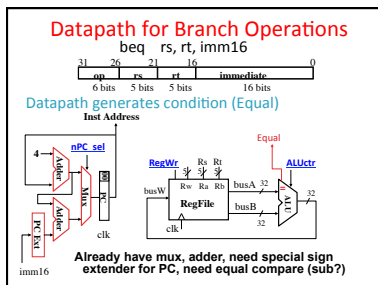 Datapath for Branch Operations
beq rs, rt, imm16
31 26 21 16 0
op rs rt immediate
6 bits 5 bits 5 bits 16 bits
Datapath generates condition (Equal)
Inst Address
Equal
4
nPC_sel
Adder
Mux
PC
00
clk
Adder
PC Ext
imm16
RegWr
Rs Rt
5 5 5
ALUctr
busW
Rw Ra Rb
RegFile
busA
32
busB
32
=
ALU
32
clk
Already have mux, adder, need special sign
extender for PC, need equal compare (sub?)